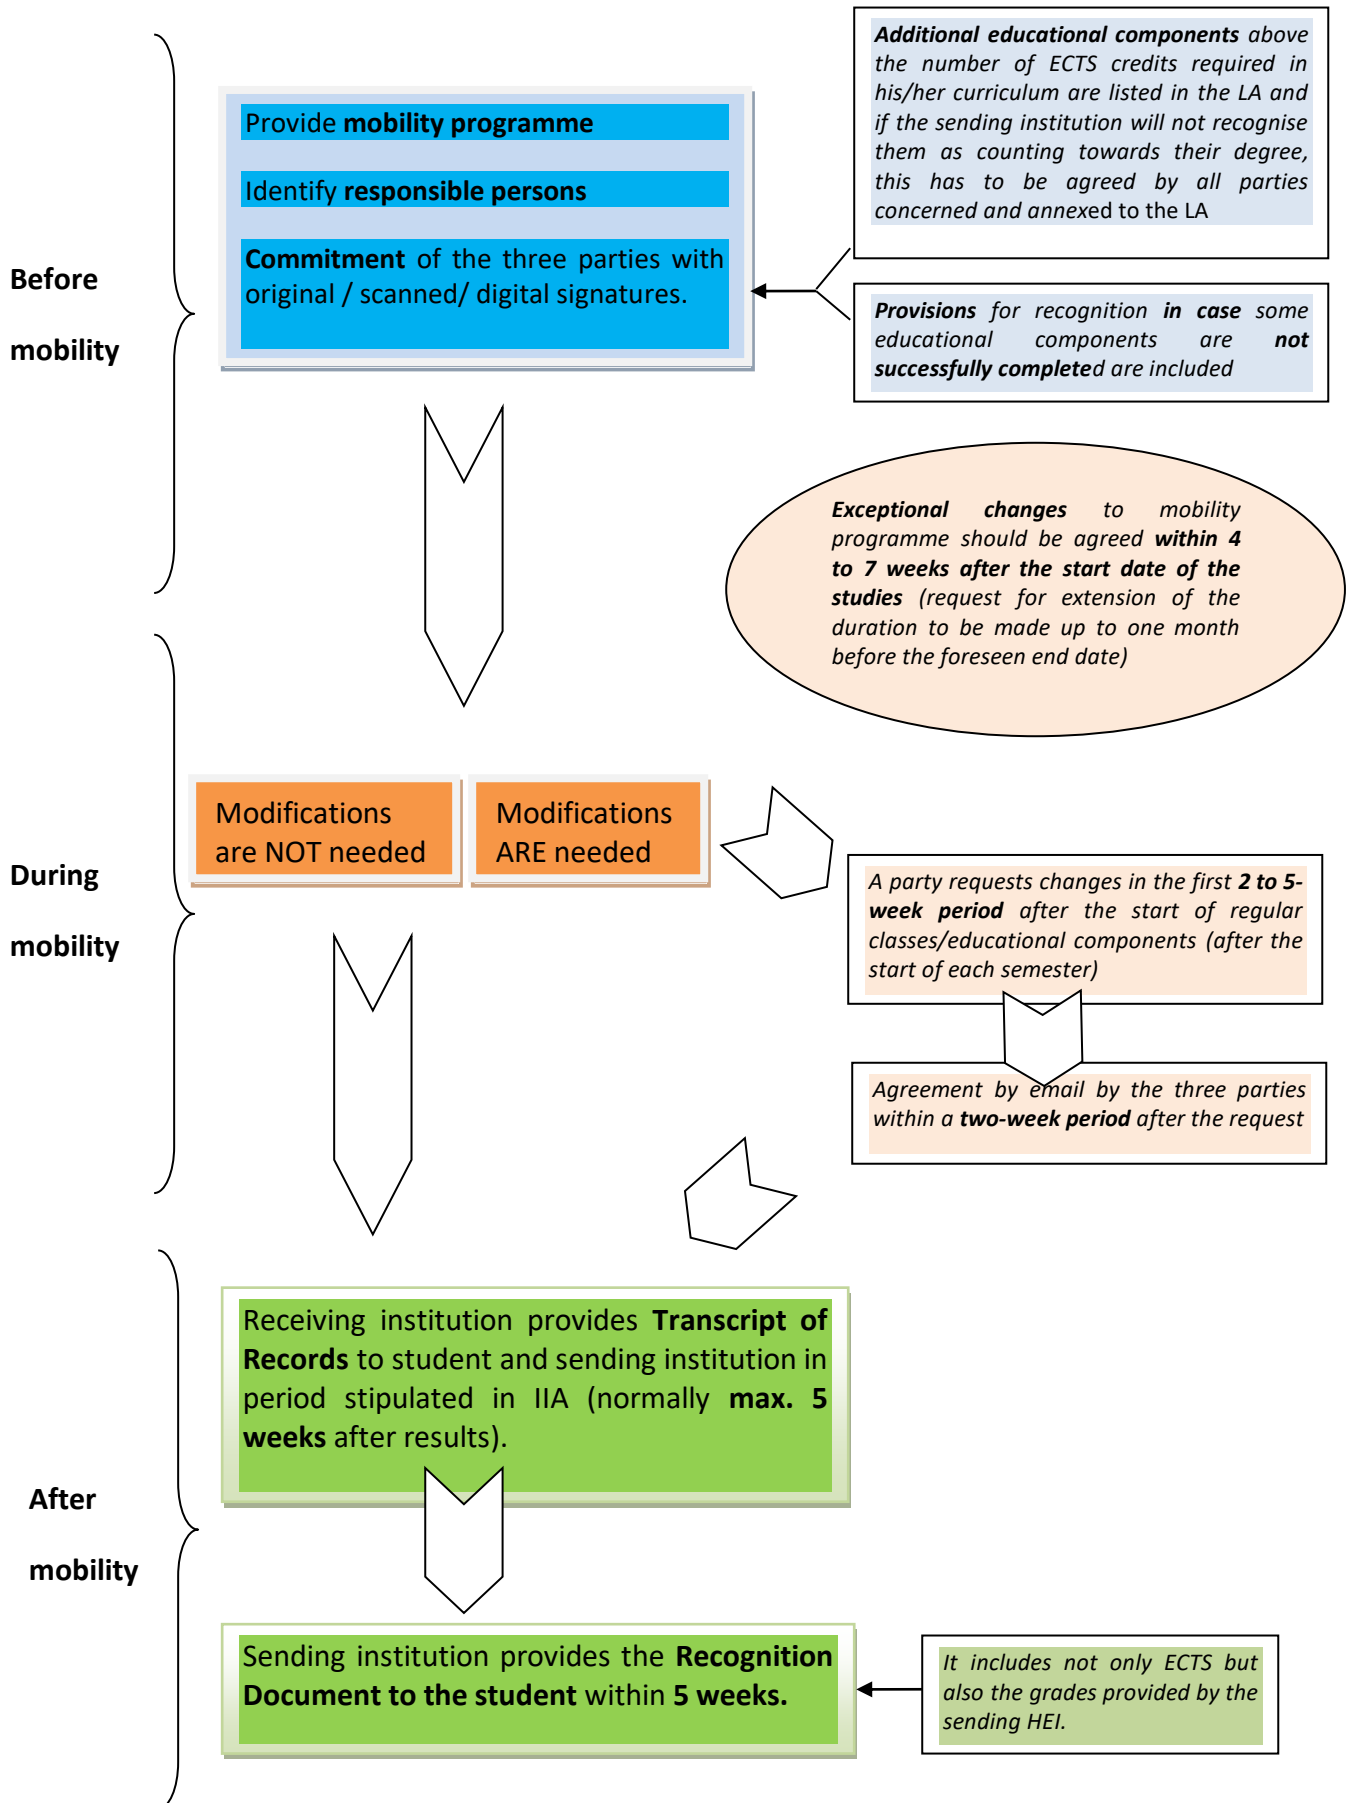 Before
mobility
Provide mobility programme
Identify responsible persons
Commitment of the three parties with
original / scanned/ digital signatures.
Additional educational components above
the number of ECTS credits required in
his/her curriculum are listed in the LA and
if the sending institution will not recognise
them as counting towards their degree,
this has to be agreed by all parties
concerned and annexed to the LA
Provisions for recognition in case some
educational components are not
successfully completed are included
Exceptional changes to mobility
programme should be agreed within 4
to 7 weeks after the start date of the
studies (request for extension of the
duration to be made up to one month
before the foreseen end date)
During
mobility
Modifications
are NOT needed
Modifications
ARE needed
A party requests changes in the first 2 to 5-
week period after the start of regular
classes/educational components (after the
start of each semester)
Agreement by email by the three parties
within a two-week period after the request
After
mobility
Receiving institution provides Transcript of
Records to student and sending institution in
period stipulated in IIA (normally max. 5
weeks after results).
Sending institution provides the Recognition
Document to the student within 5 weeks.
It includes not only ECTS but
also the grades provided by the
sending HEI.